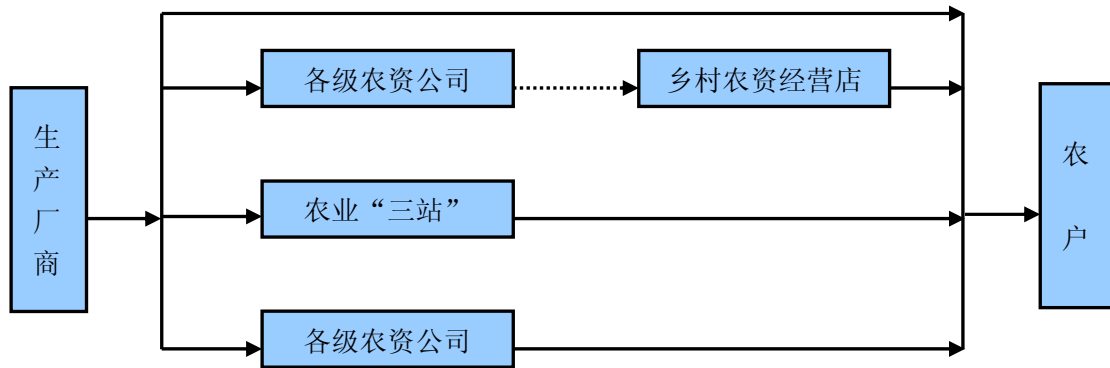 各级农资公司
乡村农资经营店
生产厂商
农户
农业“三站”
各级农资公司